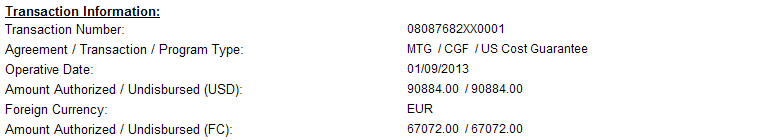 Transaction Information:
Transaction Number: 08087682XX0001
Agreement / Transaction / Program Type: MTG / CGF / US Cost Guarantee
Operative Date: 01/09/2013
Amount Authorized / Undisbursed (USD): 90884.00 / 90884.00
Foreign Currency: EUR
Amount Authorized / Undisbursed (FC): 67072.00 / 67072.00